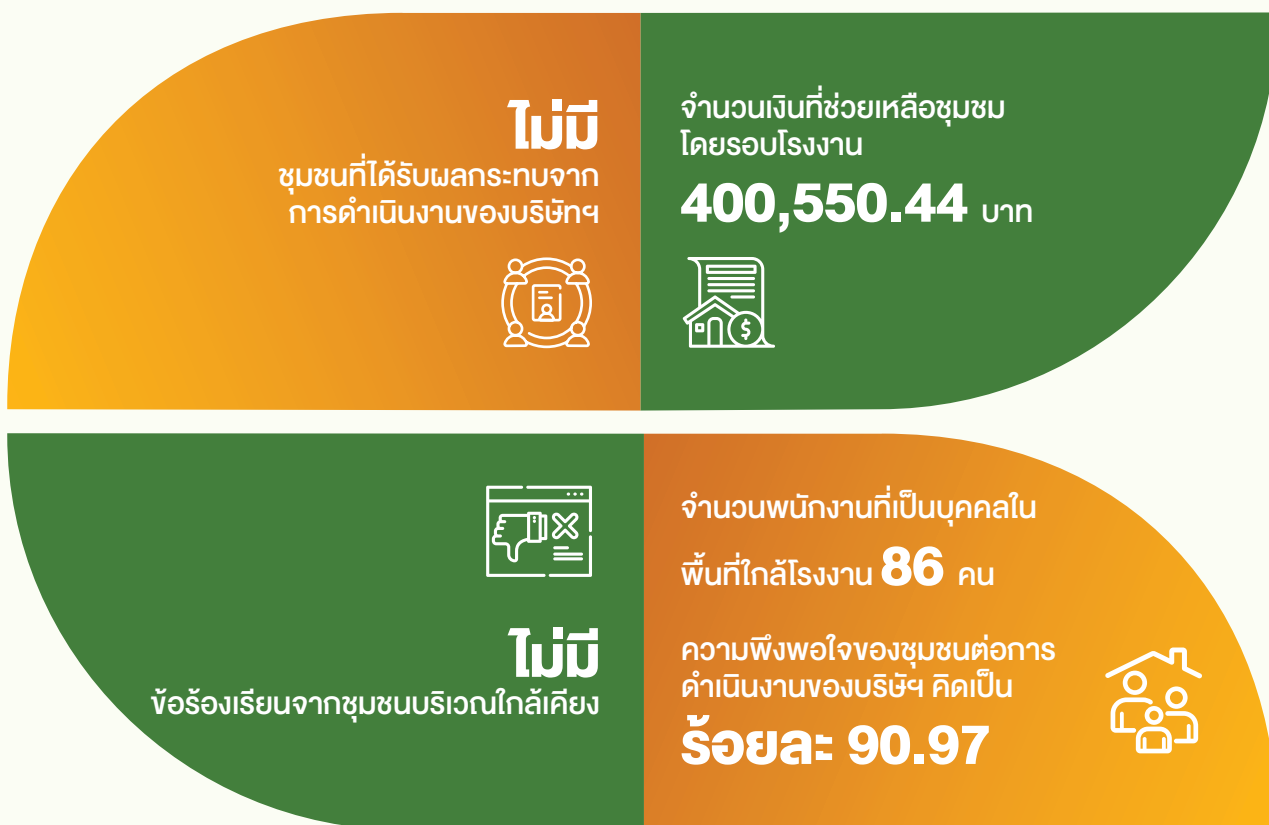 ไม่มี
ชุมชนที่ได้รับผลกระทบจาก
การดำเนินงานของบริษัทฯ
จำนวนเงินที่ช่วยเหลือชุมชม
โดยรอบโรงงาน
400,550.44 บาท
ไม่มี
ข้อร้องเรียนจากชุมชนบริเวณใกล้เคียง
จำนวนพนักงานที่เป็นบุคคลใน
พื้นที่ใกล้โรงงาน 86 คน
ความพึงพอใจของชุมชนต่อการ
ดำเนินงานของบริษัฯ คิดเป็น
ร้อยละ 90.97